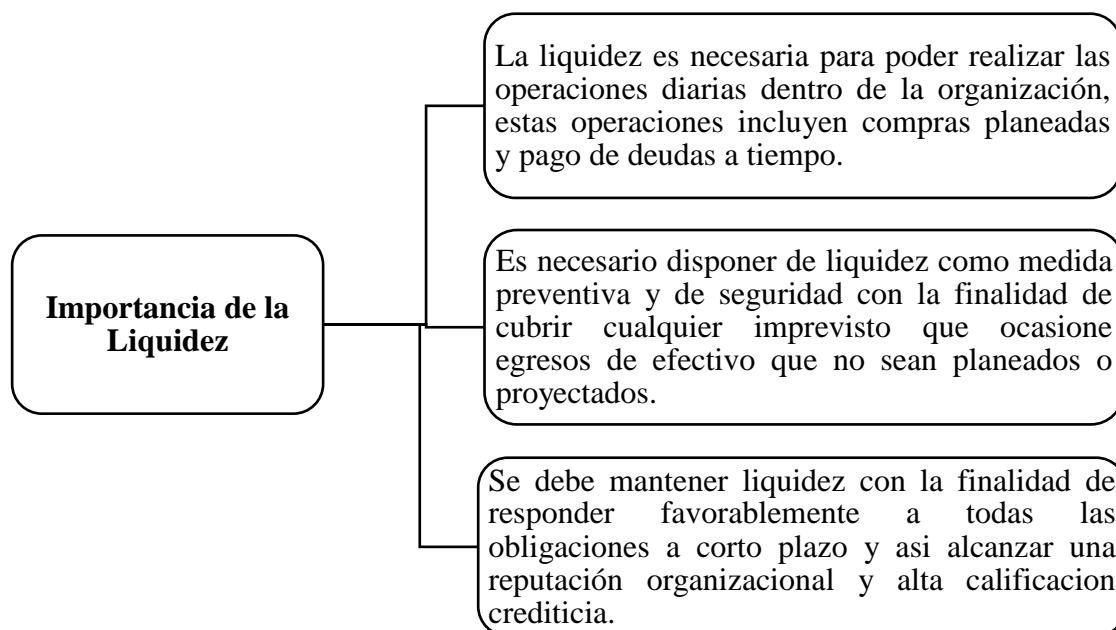 La liquidez es necesaria para poder realizar las
operaciones diarias dentro de la organización,
estas operaciones incluyen compras planeadas
y pago de deudas a tiempo.
Importancia de la
Liquidez
Es necesario disponer de liquidez como medida
preventiva y de seguridad con la finalidad de
cubrir cualquier imprevisto que ocasione
egresos de efectivo que no sean planeados o
proyectados.
Se debe mantener liquidez con la finalidad de
responder favorablemente a todas las
obligaciones a corto plazo y asi alcanzar una
reputación organizacional y alta calificacion
crediticia.